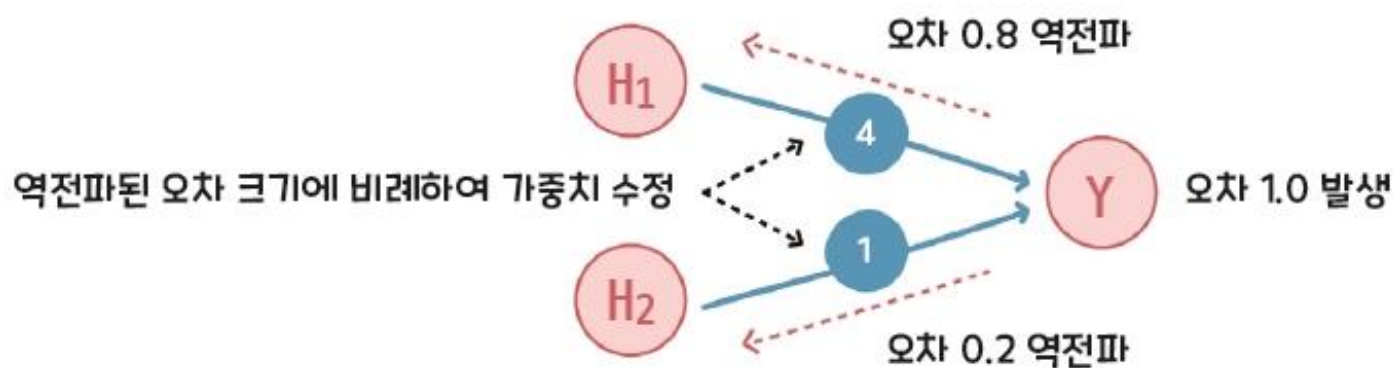 오차 0.8 역전파
H1
4
역전파된 오차 크기에 비례하여 가중치 수정
Y
오차 1.0 발생
1
H2
오차 0.2 역전파